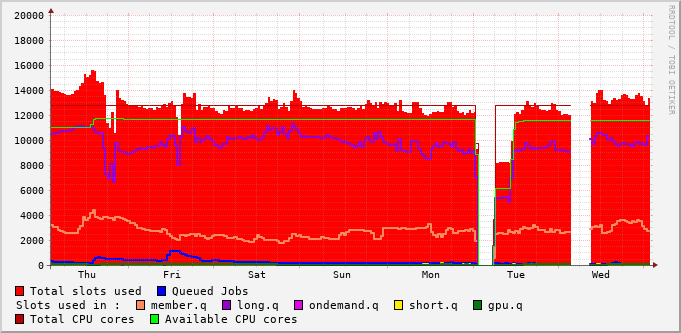 RRDTOOL / TOBI OETIKER
20000
18000
16000
14000
12000
10000
8000
6000
4000
2000
0
Thu Fri Sat Sun Mon Tue Wed
Total slots used Queued Jobs
Slots used in : member.q long.q ondemand.q short.q gpu.q
Total CPU cores Available CPU cores